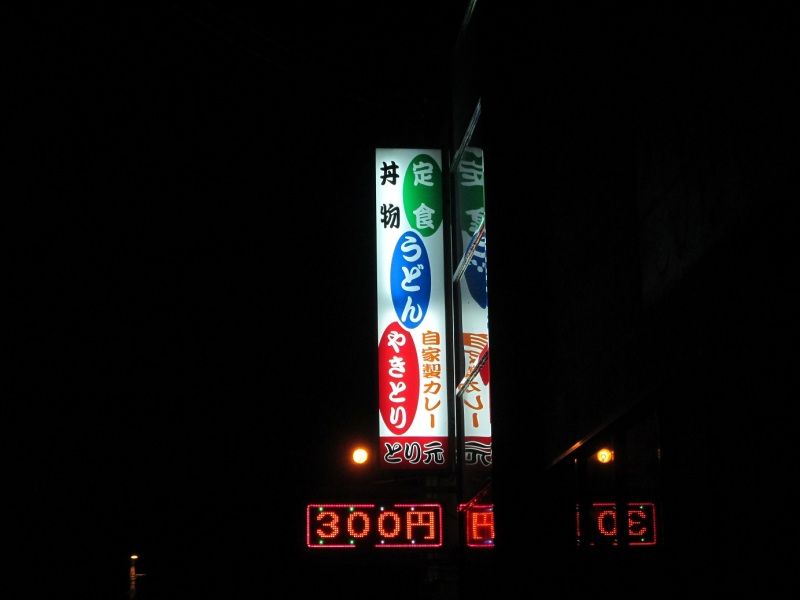 丼物
定食
うどん
やきとり
自家製カレー
とり元
300円